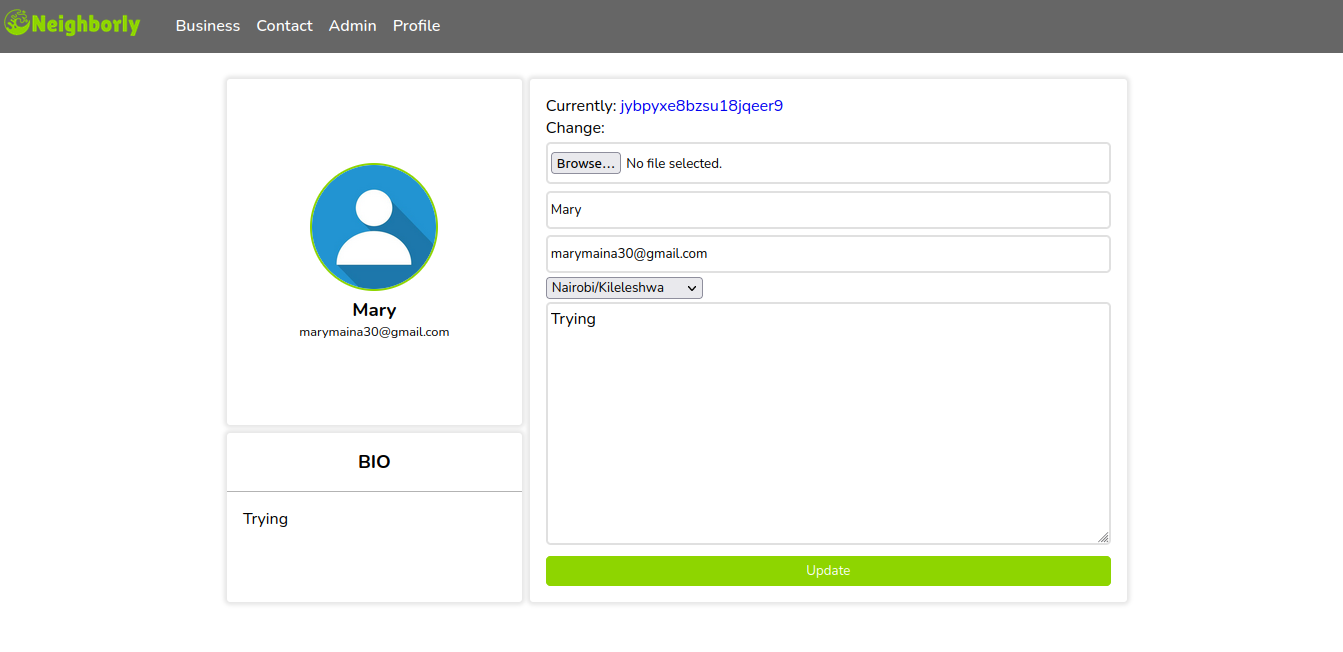 Neighborly Business Contact Admin Profile
Mary
marymaina30@gmail.com
BIO
Trying
Currently: jybpyxe8bzsu18jqeer9
Change:
Browse... No file selected.
Mary
marymaina30@gmail.com
Nairobi/Kileleshwa
Trying
Update